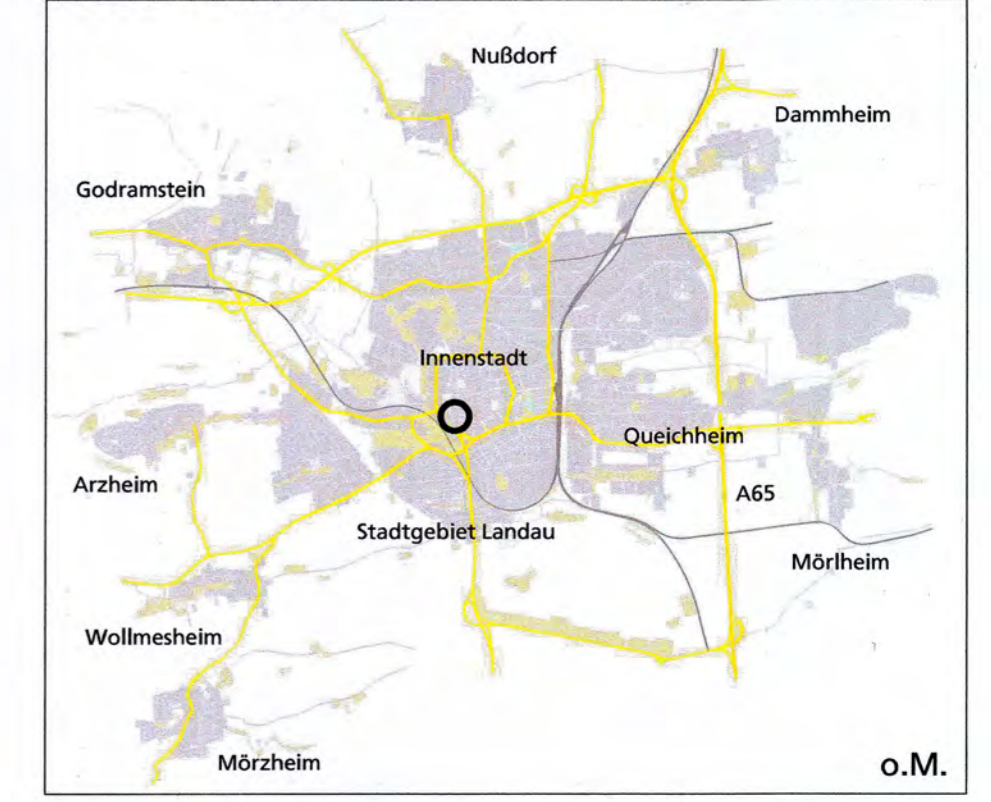 Nußdorf
Dammheim
Godramstein
Innenstadt
Queichheim
Arzheim
A65
Stadtgebiet Landau
Mörlheim
Wollmesheim
Mörzheim
o.M.